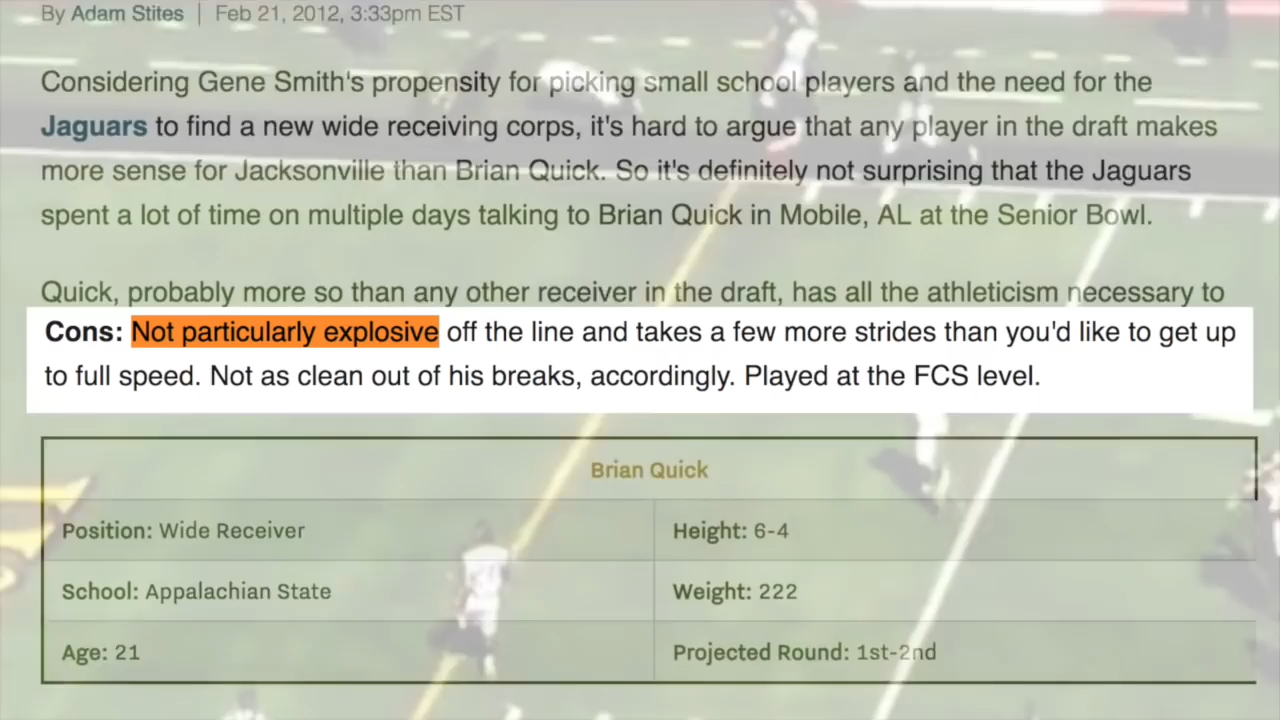 By Adam Stites | Feb 21, 2012, 3:33pm EST
Considering Gene Smith's propensity for picking small school players and the need for the
Jaguars to find a new wide receiving corps, it's hard to argue that any player in the draft makes
more sense for Jacksonville than Brian Quick. So it's definitely not surprising that the Jaguars
spent a lot of time on multiple days talking to Brian Quick in Mobile, AL at the Senior Bowl.
Quick, probably more so than any other receiver in the draft, has all the athleticism necessary to
Cons: Not particularly explosive off the line and takes a few more strides than you'd like to get up
to full speed. Not as clean out of his breaks, accordingly. Played at the FCS level.
Brian Quick
Position: Wide Receiver
Height: 6-4
School: Appalachian State
Weight: 222
Age: 21
Projected Round: 1st-2nd